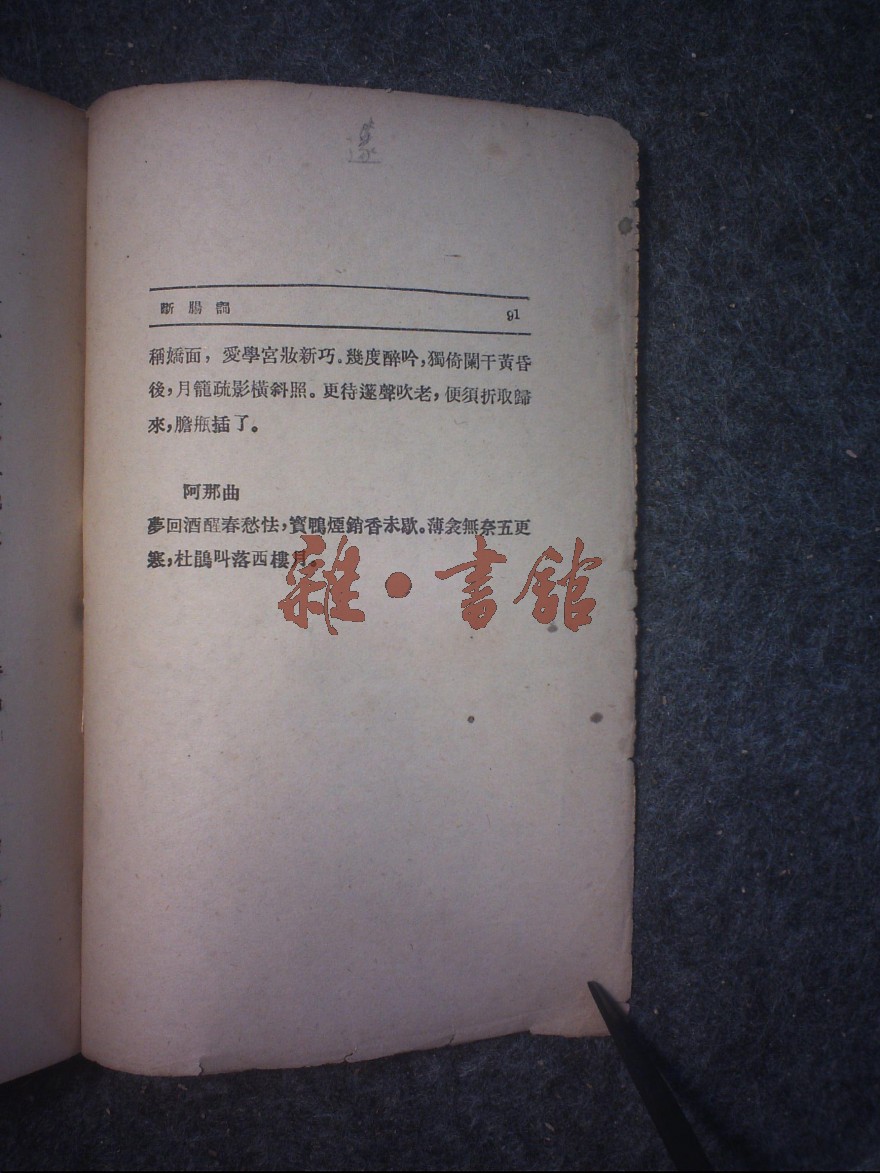 斷腸詞 91
稱嬌面，愛學宮妝新巧。幾度醉吟，獨倚闌干黃昏
後，月籠疏影橫斜照。更待邃聲吹老，便須折取歸
來，膽瓶插了。
阿那曲
夢回酒醒春愁怯，寶鴨煙銷香未歇。薄衾無奈五更
寒，杜鵑叫落西樓月。
雜·書館